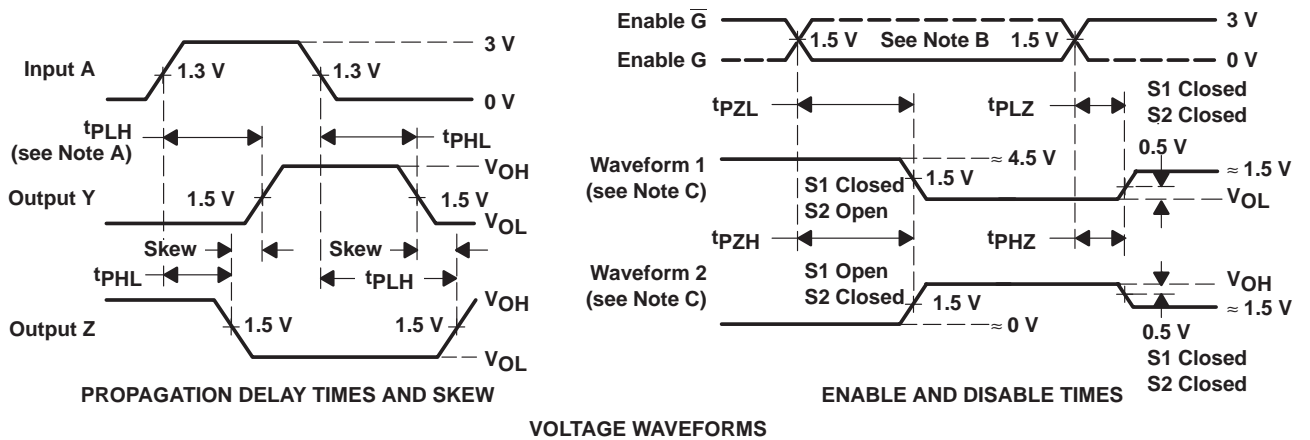 Input A
1.3 V
1.3 V
3 V
0 V
tPLH
(see Note A)
tPHL
VOH
Output Y
1.5 V
1.5 V
VOL
Skew
Skew
tPHL
tPLH
VOH
Output Z
1.5 V
1.5 V
VOL
PROPAGATION DELAY TIMES AND SKEW
Enable G̅
3 V
1.5 V
See Note B
1.5 V
Enable G
0 V
S1 Closed
S2 Closed
tPZL
tPLZ
0.5 V
Waveform 1
(see Note C)
≈ 4.5 V
≈ 1.5 V
S1 Closed
S2 Open
1.5 V
VOL
tPZH
tPHZ
Waveform 2
(see Note C)
S1 Open
S2 Closed
VOH
1.5 V
≈ 1.5 V
≈ 0 V
0.5 V
S1 Closed
S2 Closed
ENABLE AND DISABLE TIMES
VOLTAGE WAVEFORMS